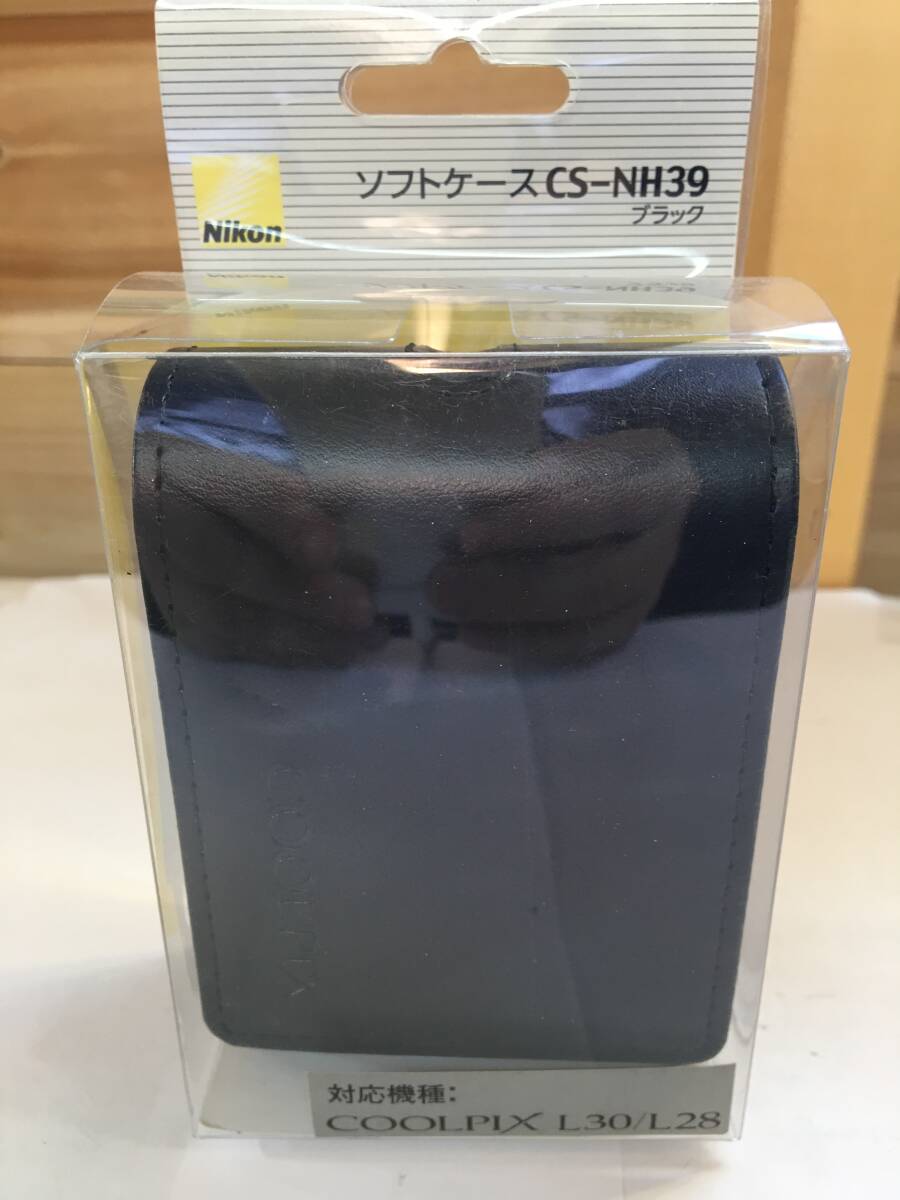 Nikon
ソフトケースCS-NH39
ブラック
COOLPIX
対応機種：
COOLPIX L30/L28